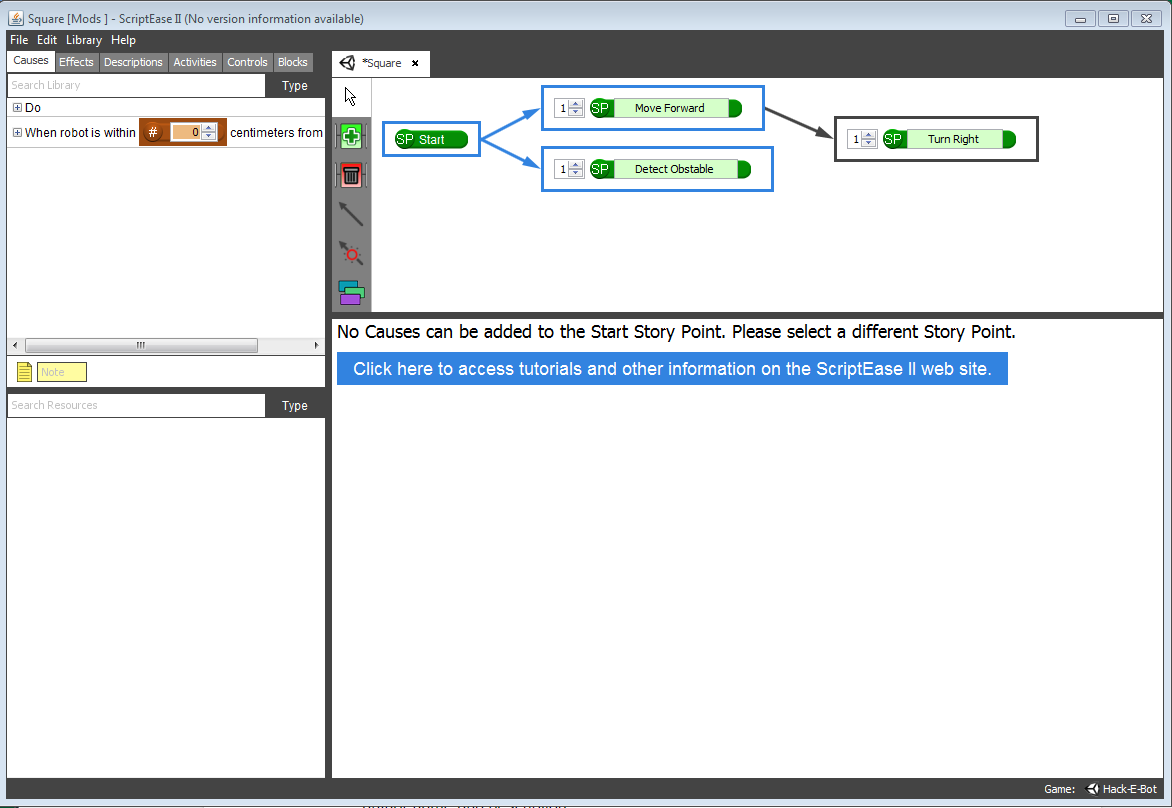 Square [Mods ] - ScriptEase II (No version information available)
File Edit Library Help
Causes Effects Descriptions Activities Controls Blocks
*Square
Search Library Type
Do
When robot is within # 0 centimeters from
Note
Search Resources Type
SP Start
1 SP Move Forward
1 SP Detect Obstable
1 SP Turn Right
No Causes can be added to the Start Story Point. Please select a different Story Point.
Click here to access tutorials and other information on the ScriptEase II web site.
Game: Hack-E-Bot